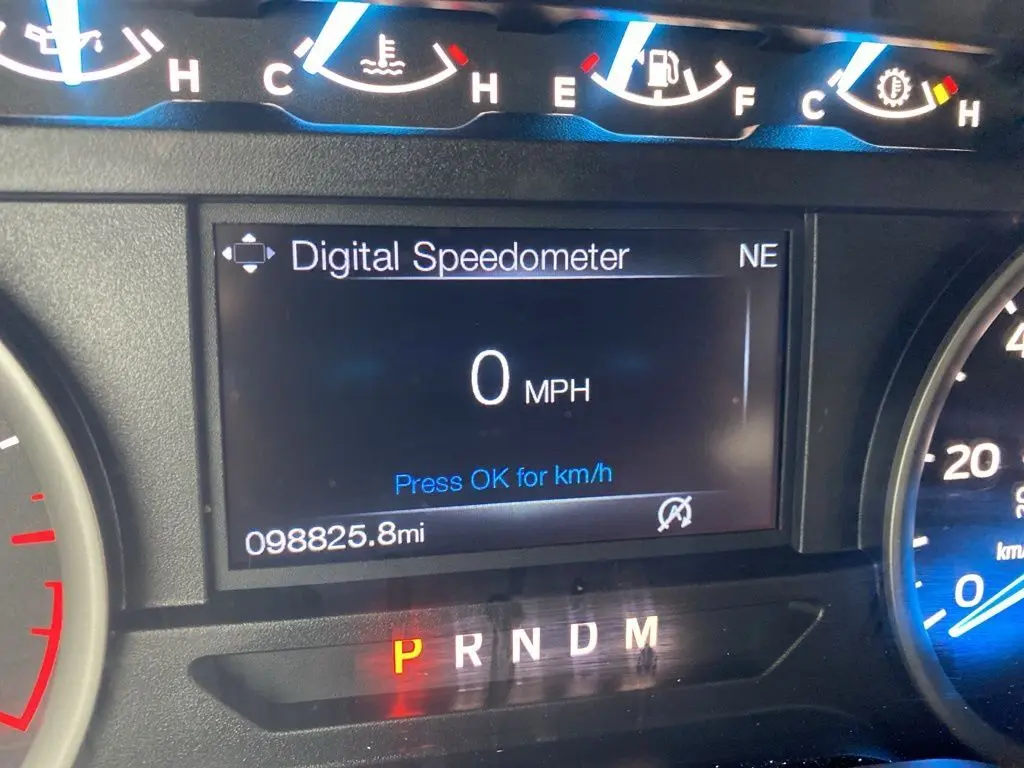 H C H E F C H
Digital Speedometer NE
0 MPH
Press OK for km/h
098825.8mi
P R N D M
20
0